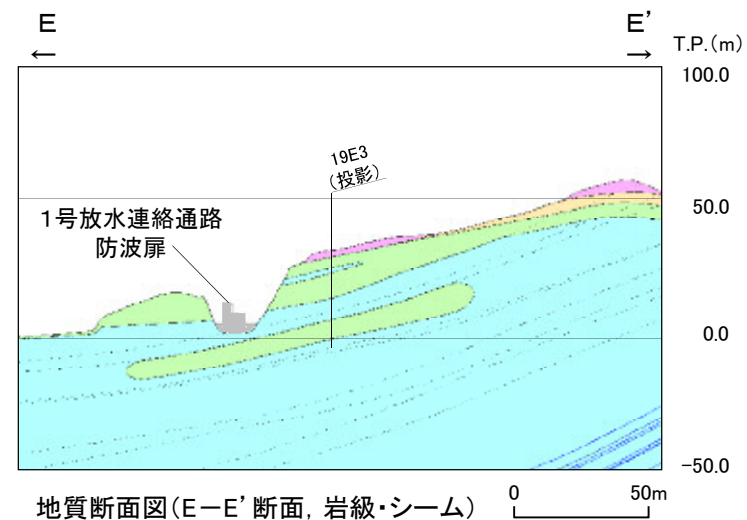 E
←
E'
→
T.P.(m)
100.0
19E3
(投影)
1号放水連絡通路
防波扉
50.0
0.0
−50.0
地質断面図(E−E'断面,岩級・シーム)
0 50m